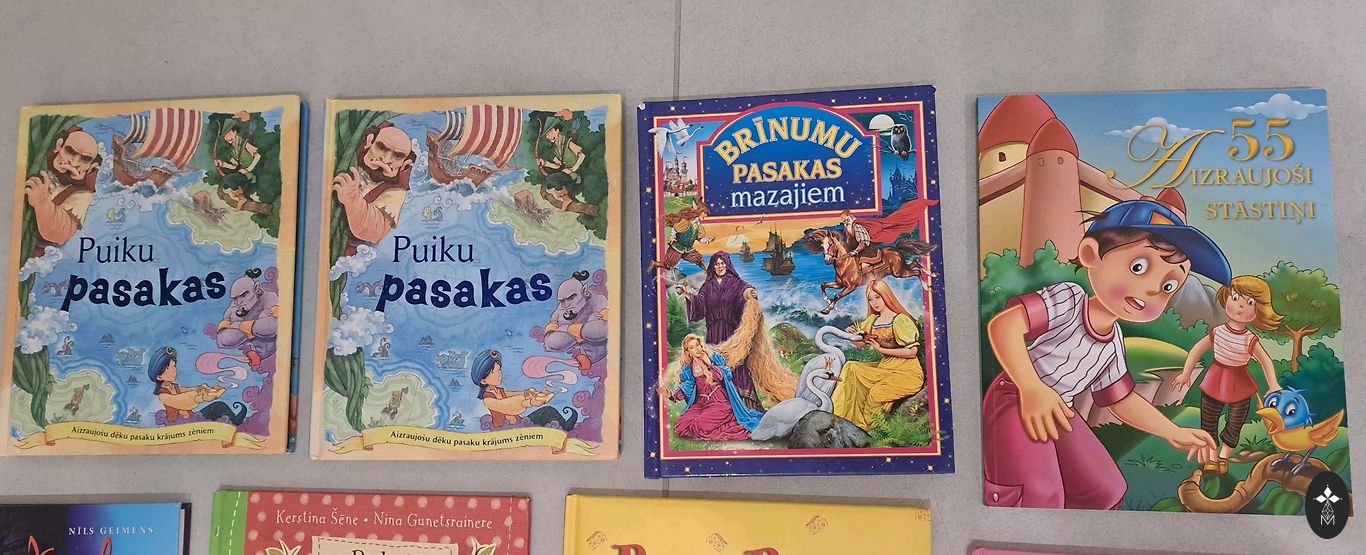 Puiku
pasakas
Aizraujošu dēku pasaku krājums zēniem
Puiku
pasakas
Aizraujošu dēku pasaku krājums zēniem
BRĪNUMU
PASAKAS
mazajiem
55
AIZRAUJOŠI
STĀSTIŅI
NĪLS GEIMENS
Kerstina Šēne • Nina Gunetsrainere